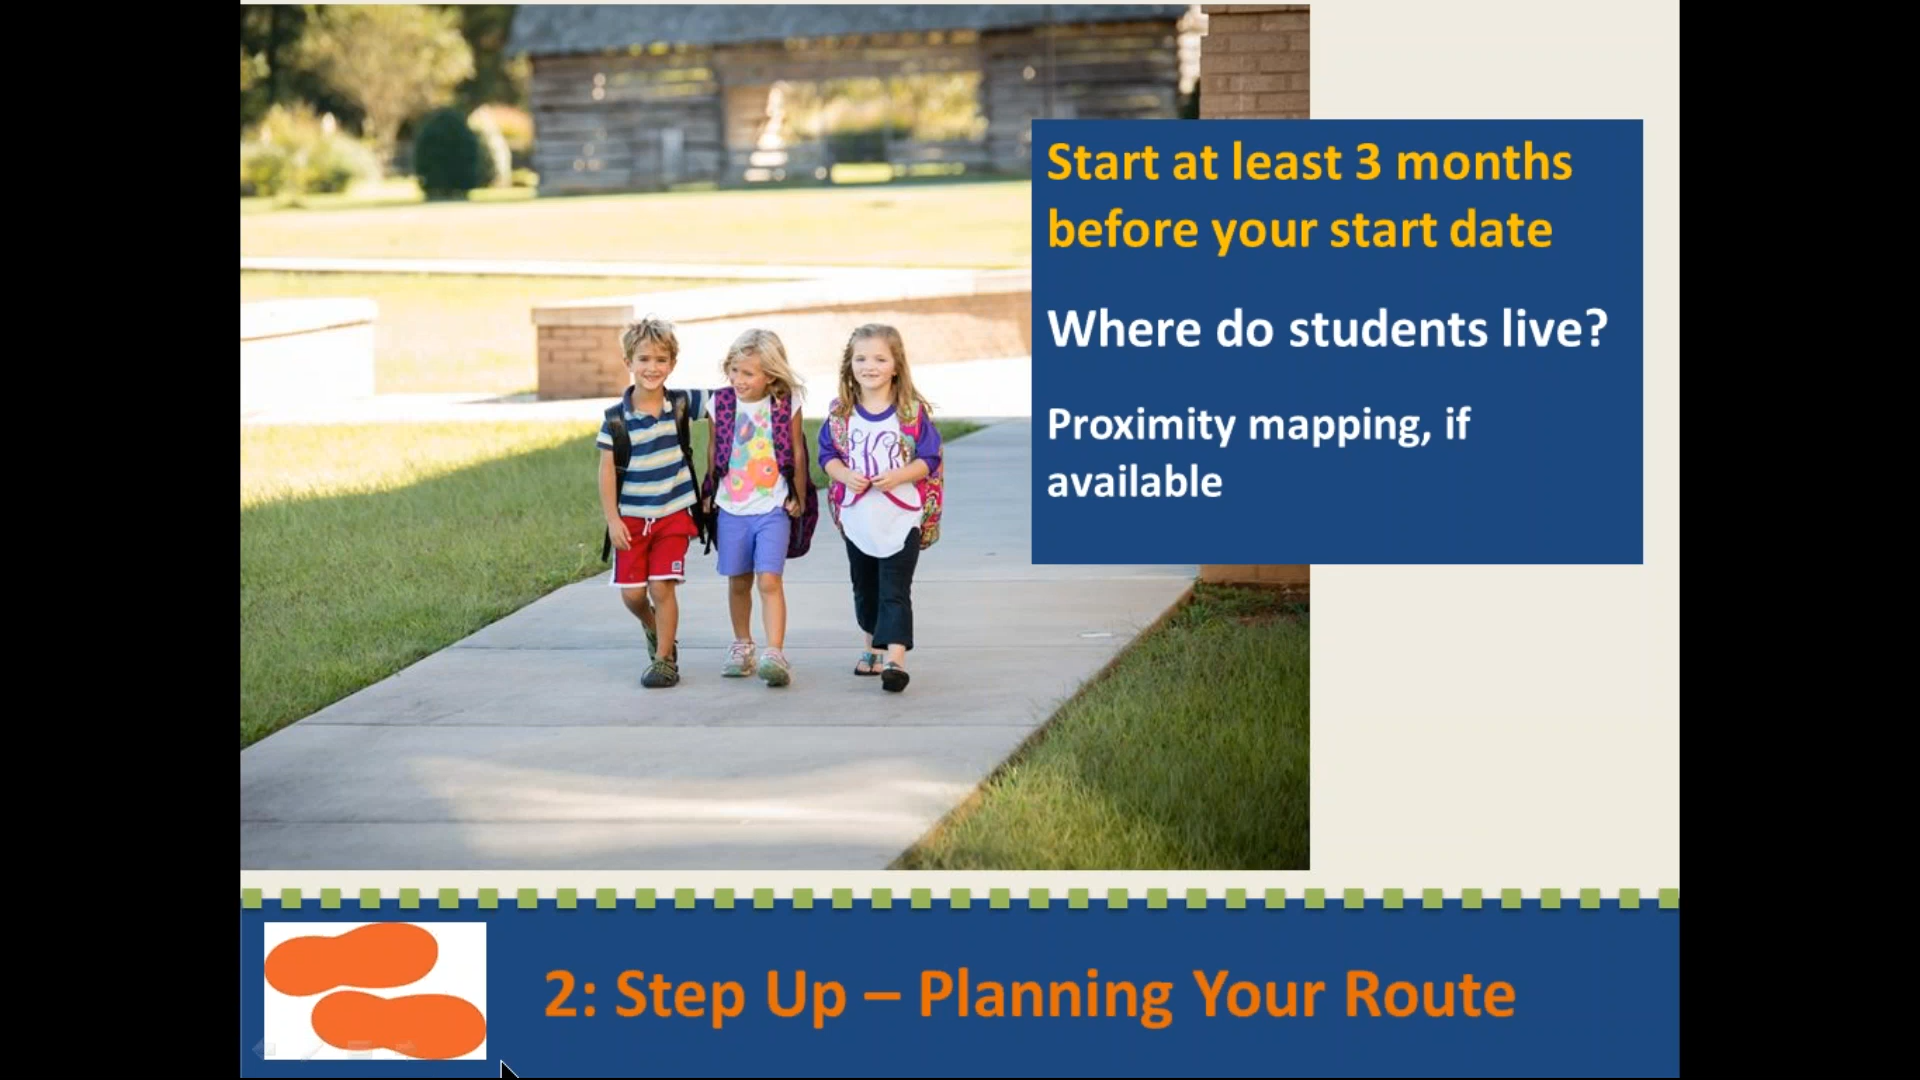 Start at least 3 months
before your start date
Where do students live?
Proximity mapping, if
available
2: Step Up – Planning Your Route